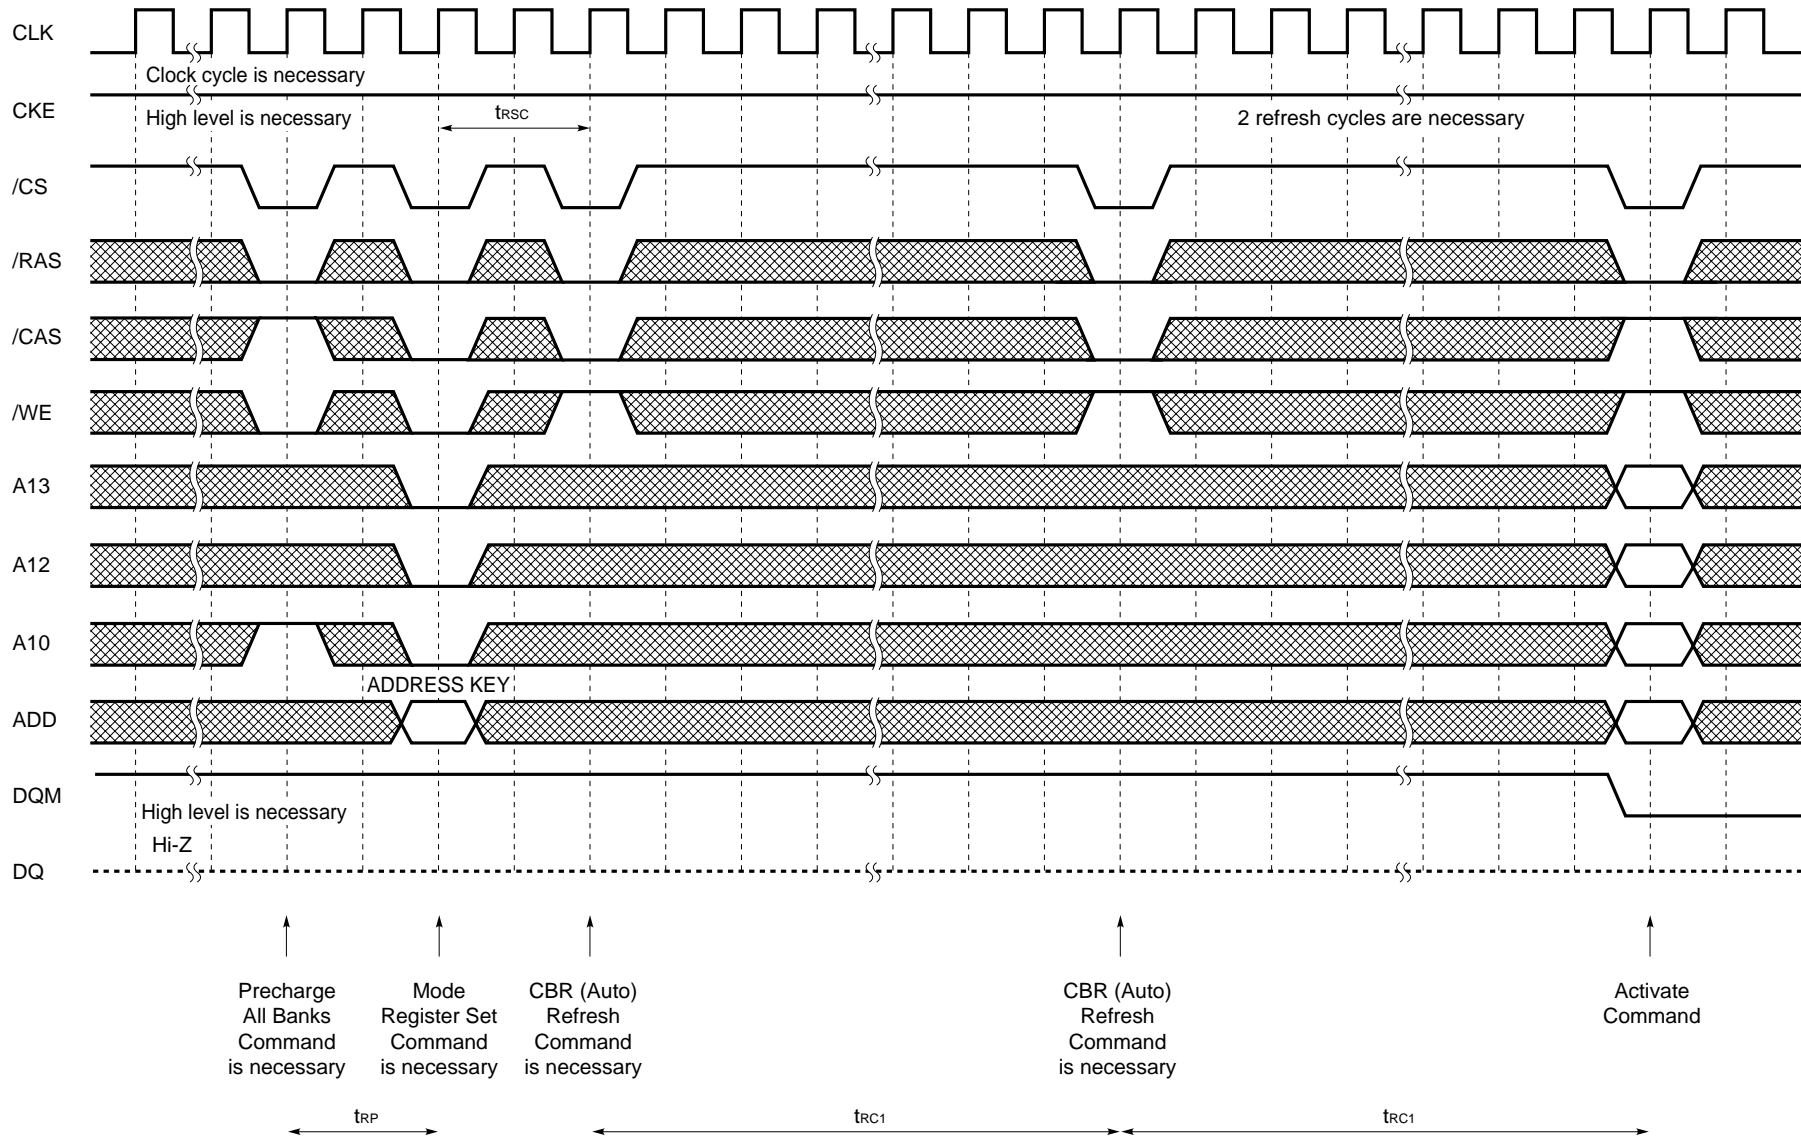 CLK
Clock cycle is necessary
CKE
High level is necessary
tRSC
2 refresh cycles are necessary
/CS
/RAS
/CAS
/WE
A13
A12
A10
ADDRESS KEY
ADD
DQM
High level is necessary
Hi-Z
DQ
Precharge
All Banks
Command
is necessary
Mode
Register Set
Command
is necessary
CBR (Auto)
Refresh
Command
is necessary
CBR (Auto)
Refresh
Command
is necessary
Activate
Command
tRP
tRC1
tRC1